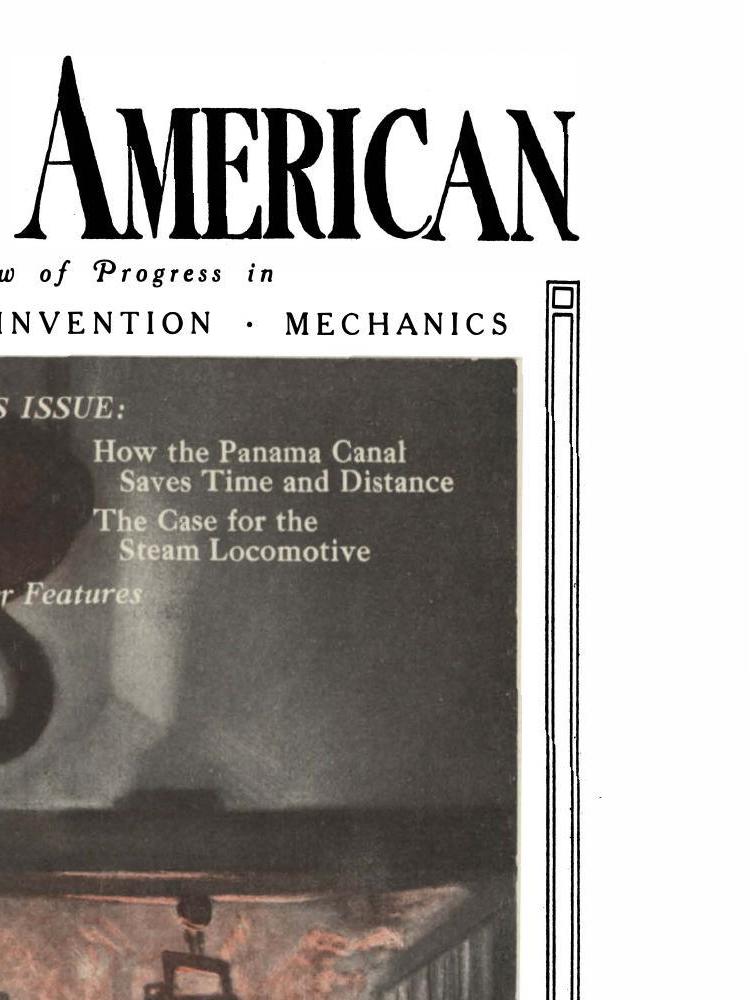 AMERICAN
of Progress in
INVENTION · MECHANICS
ISSUE:
How the Panama Canal
Saves Time and Distance
The Case for the
Steam Locomotive
Features